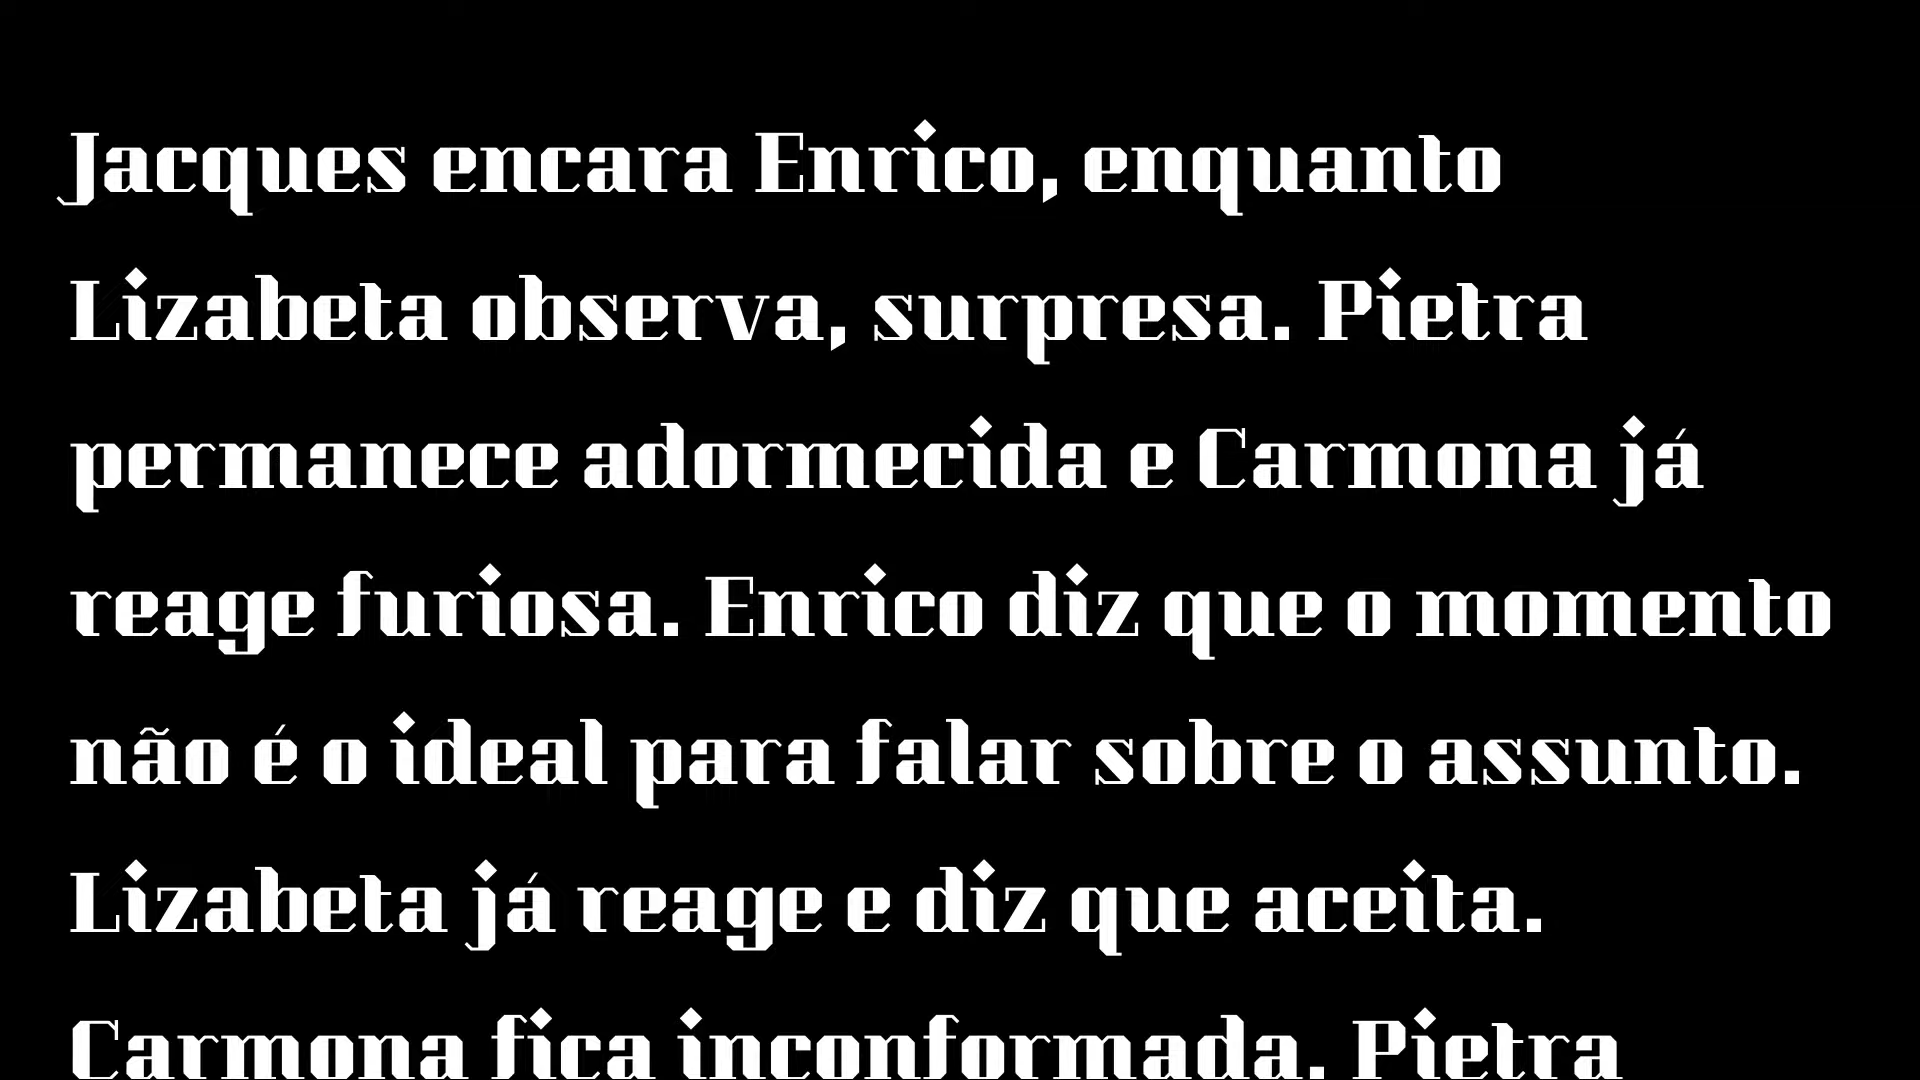 Jacques encara Enrico, enquanto
Lizabeta observa, surpresa. Pietra
permanece adormecida e Carmona já
reage furiosa. Enrico diz que o momento
não é o ideal para falar sobre o assunto.
Lizabeta já reage e diz que aceita.
Carmona fica inconformada. Pietra